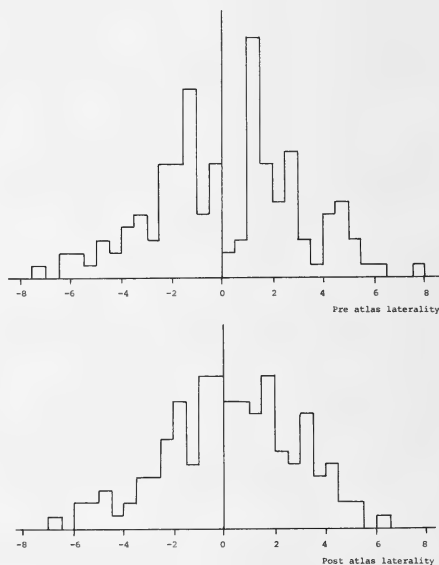 -8 -6 -4 -2 0 2 4 6 8
Pre atlas laterality
-8 -6 -4 -2 0 2 4 6 8
Post atlas laterality